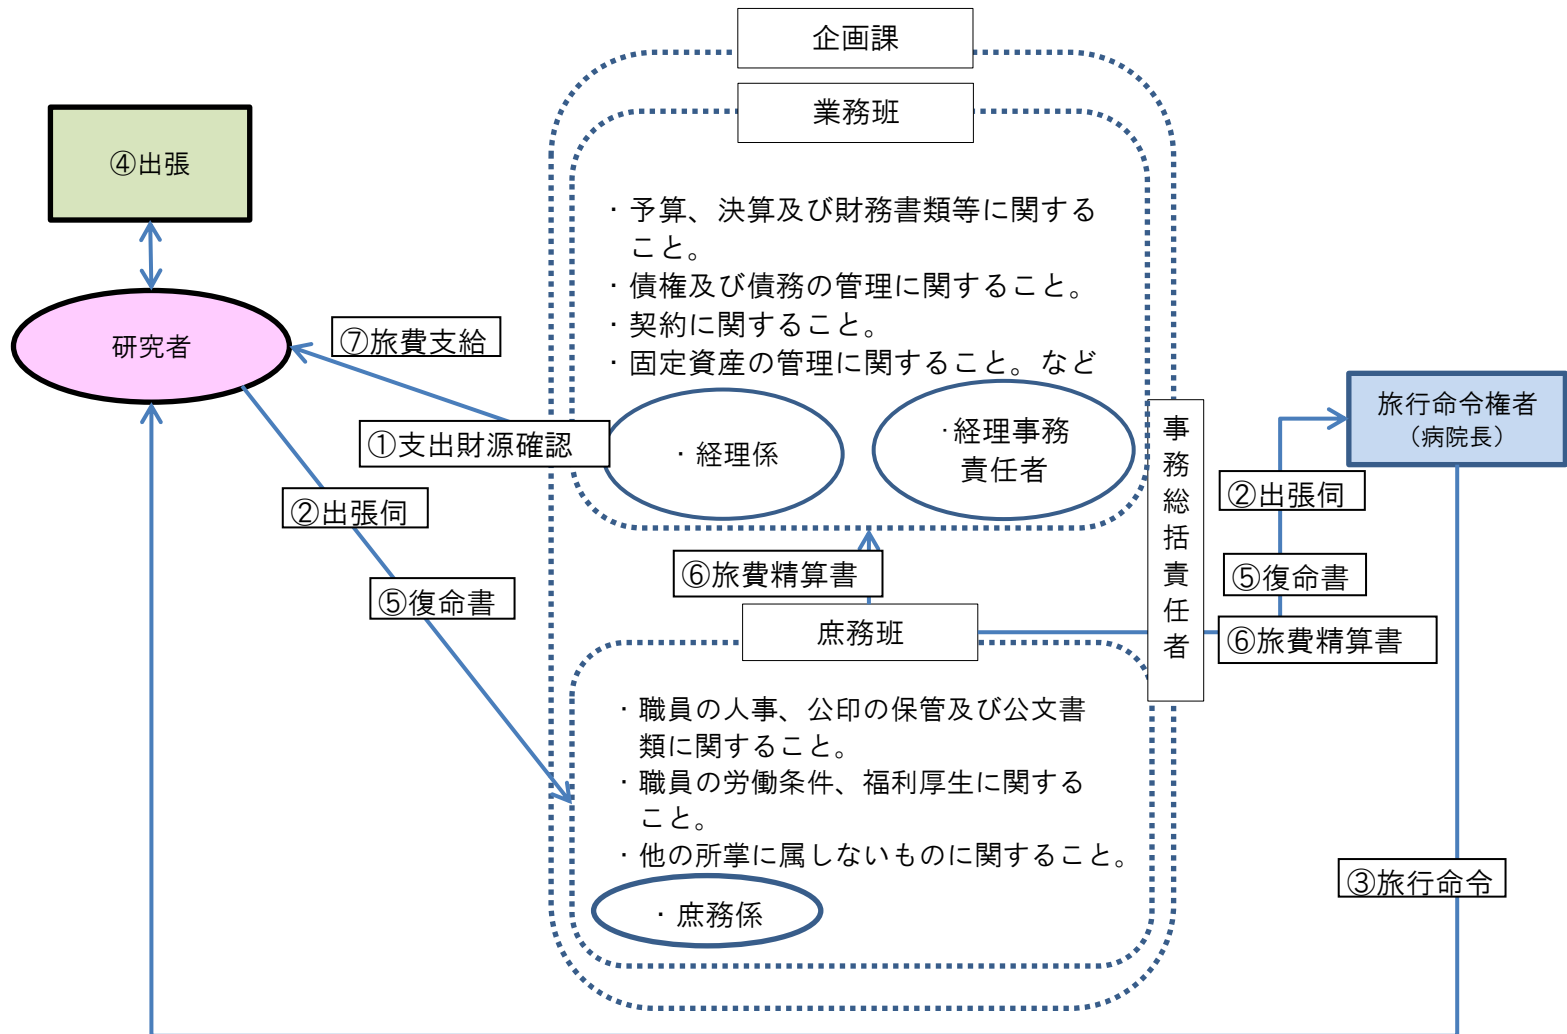 企画課
業務班
④出張
・予算、決算及び財務書類等に関する
こと。
・債権及び債務の管理に関すること。
・契約に関すること。
・固定資産の管理に関すること。など
研究者
⑦旅費支給
①支出財源確認
・経理係
・経理事務
責任者
事務総括責任者
旅行命令権者
（病院長）
②出張伺
②出張伺
⑤復命書
⑤復命書
⑥旅費精算書
⑥旅費精算書
庶務班
・職員の人事、公印の保管及び公文書
類に関すること。
・職員の労働条件、福利厚生に関する
こと。
・他の所掌に属しないものに関すること。
・庶務係
③旅行命令